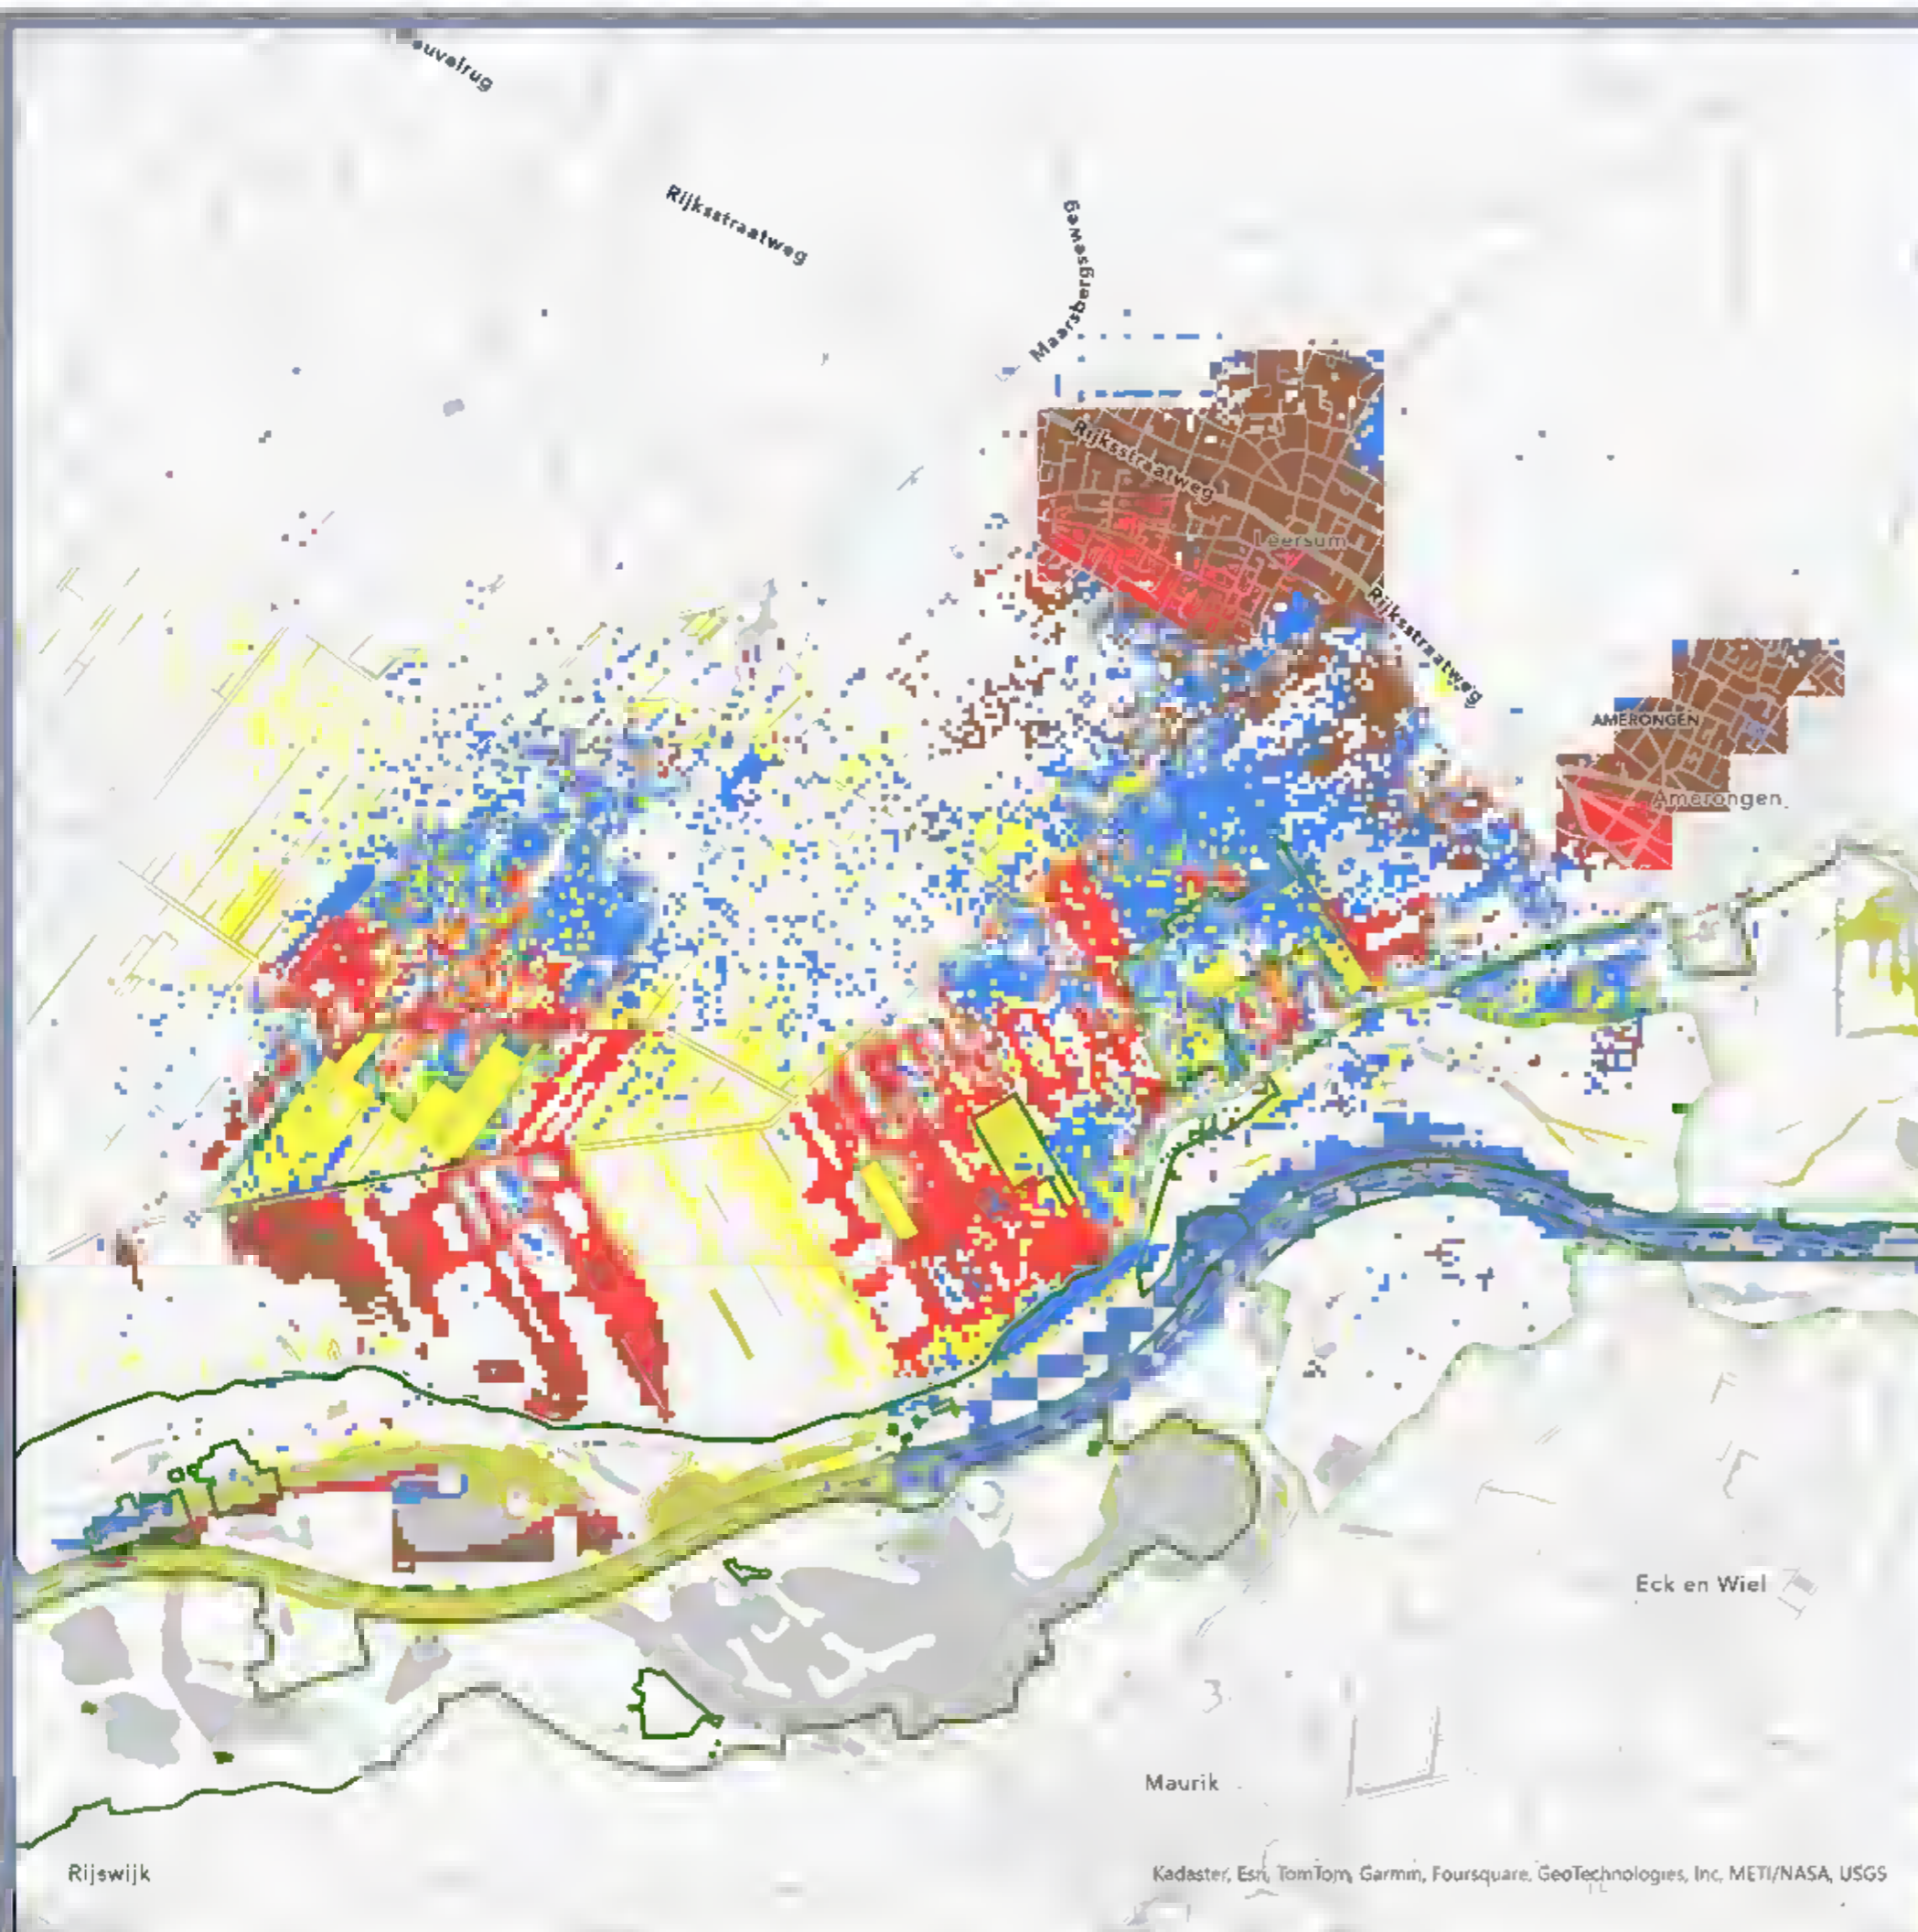 euvelrug
Rijksstraatweg
Maarsbergseweg
Rijksstraatweg
Leersum
Rijksstraatweg
AMERONGEN
Amerongen
Eck en Wiel
Maurik
Rijswijk
Kadaster, Esri, TomTom, Garmin, Foursquare, GeoTechnologies, Inc, METI/NASA, USGS